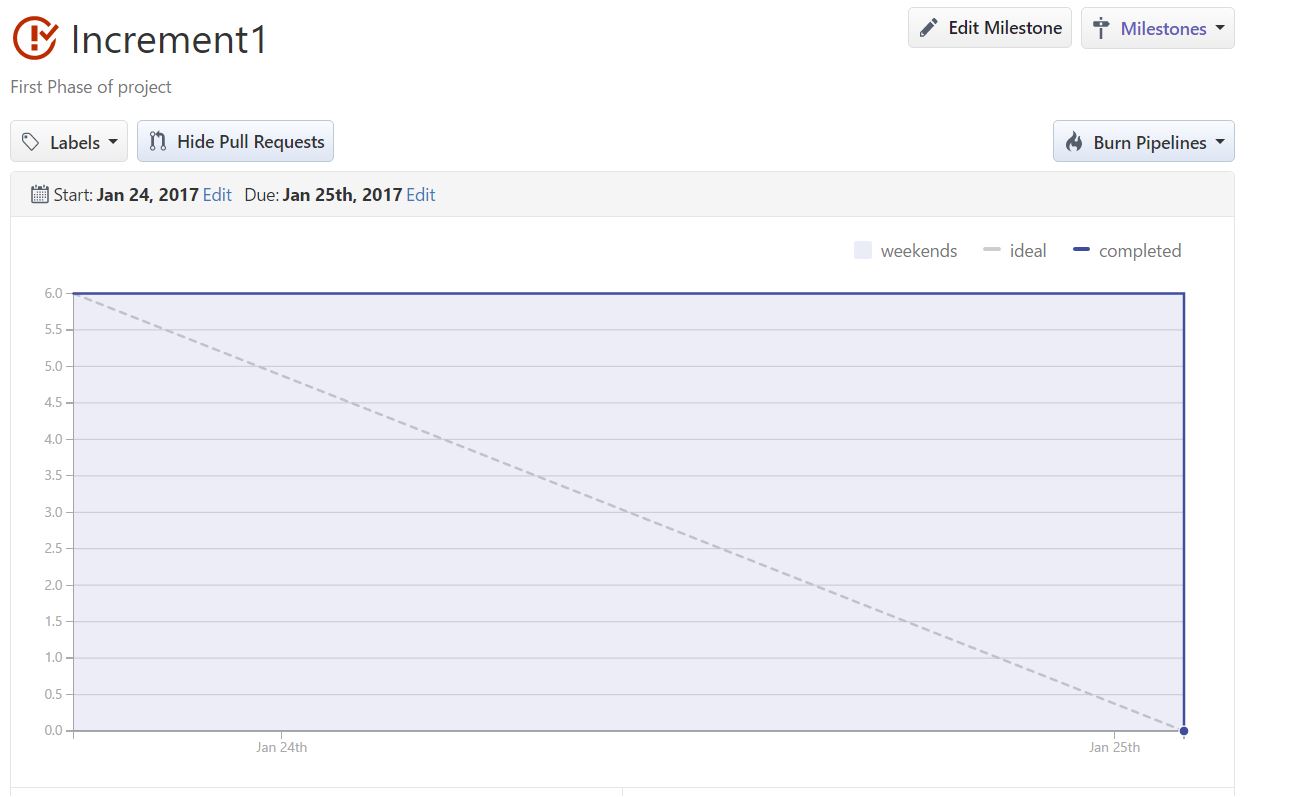 Increment1
Edit Milestone
Milestones
First Phase of project
Labels
Hide Pull Requests
Burn Pipelines
Start: Jan 24, 2017 Edit Due: Jan 25th, 2017 Edit
weekends ideal completed
6.0
5.5
5.0
4.5
4.0
3.5
3.0
2.5
2.0
1.5
1.0
0.5
0.0
Jan 24th Jan 25th